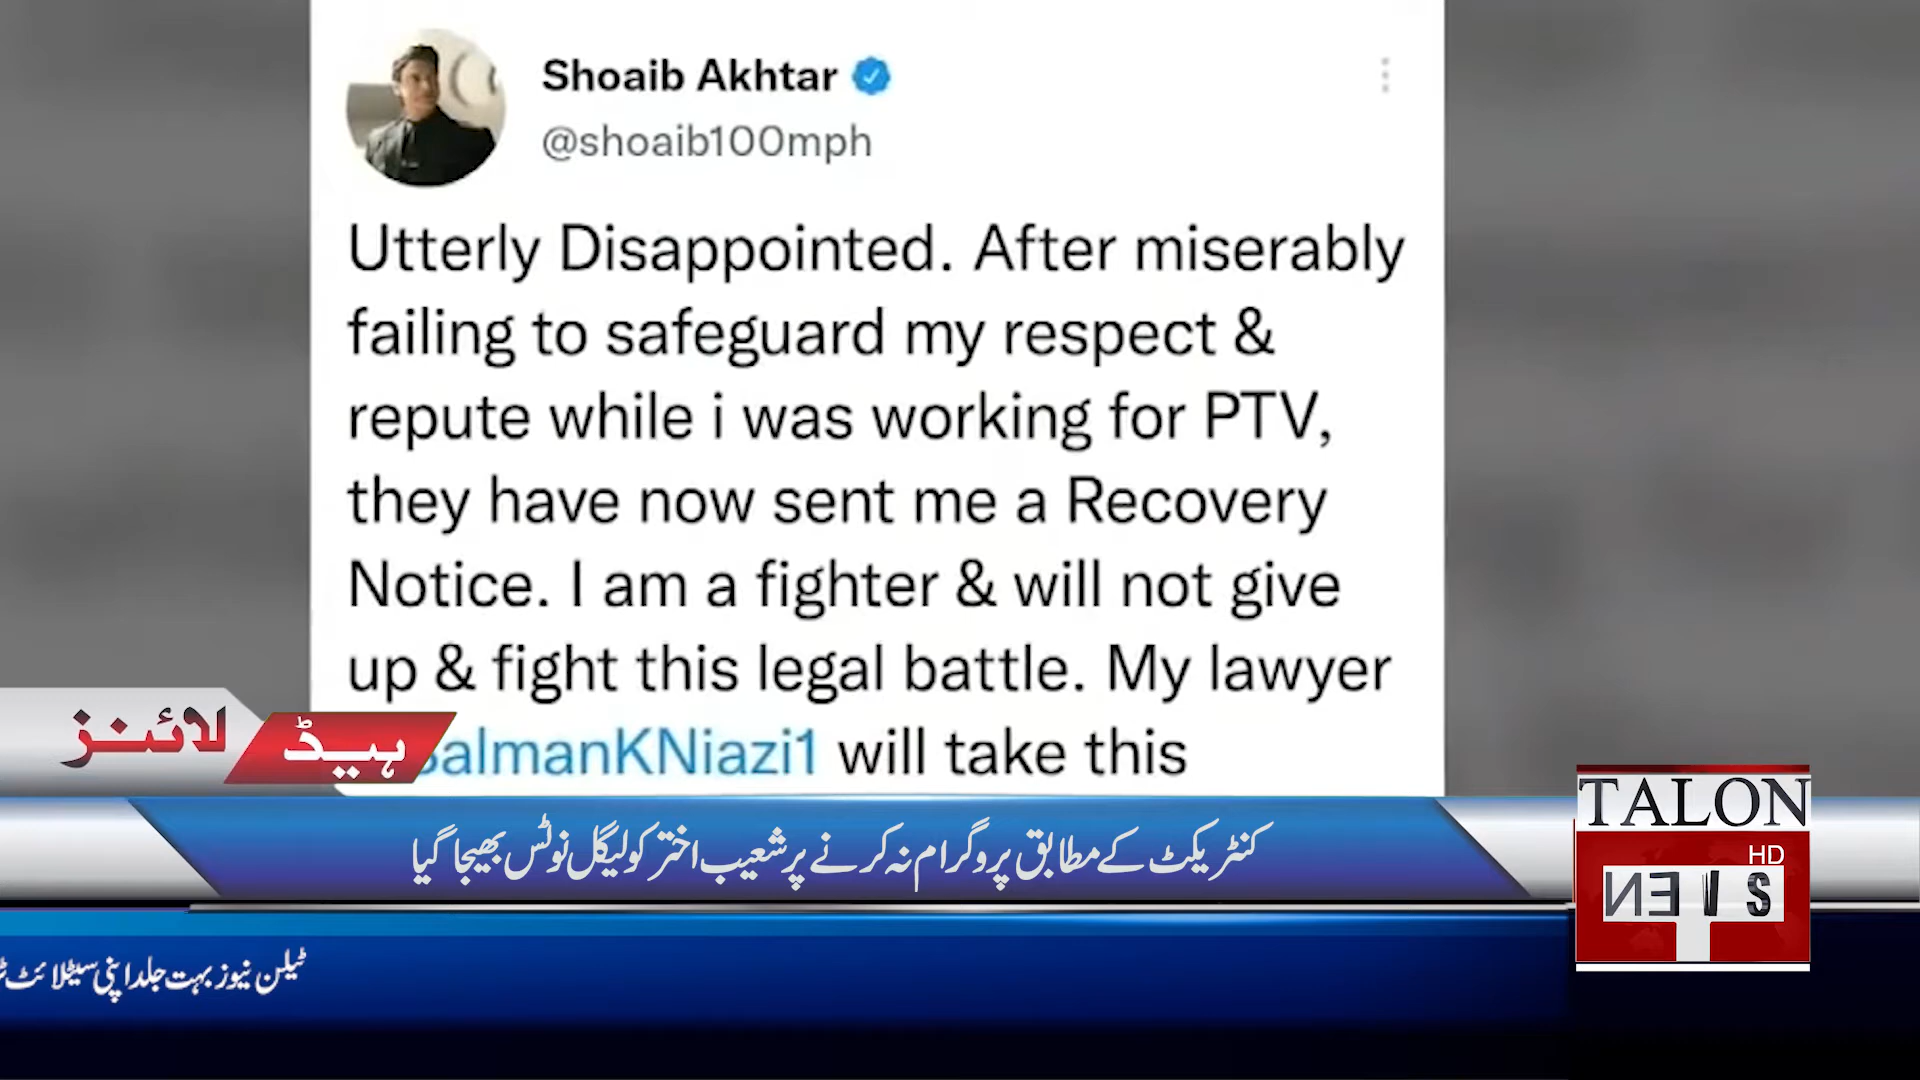 Shoaib Akhtar
@shoaib100mph
Utterly Disappointed. After miserably
failing to safeguard my respect &
repute while i was working for PTV,
they have now sent me a Recovery
Notice. I am a fighter & will not give
up & fight this legal battle. My lawyer
almanKNiazi1 will take this
ہیڈ لائنز
کنٹریکٹ کے مطابق پروگرام نہ کرنے پر شعیب اختر کو لیگل نوٹس بھیجا گیا
TALON
HD
NEWS
ٹیلن نیوز بہت جلد اپنی سیٹلائٹ